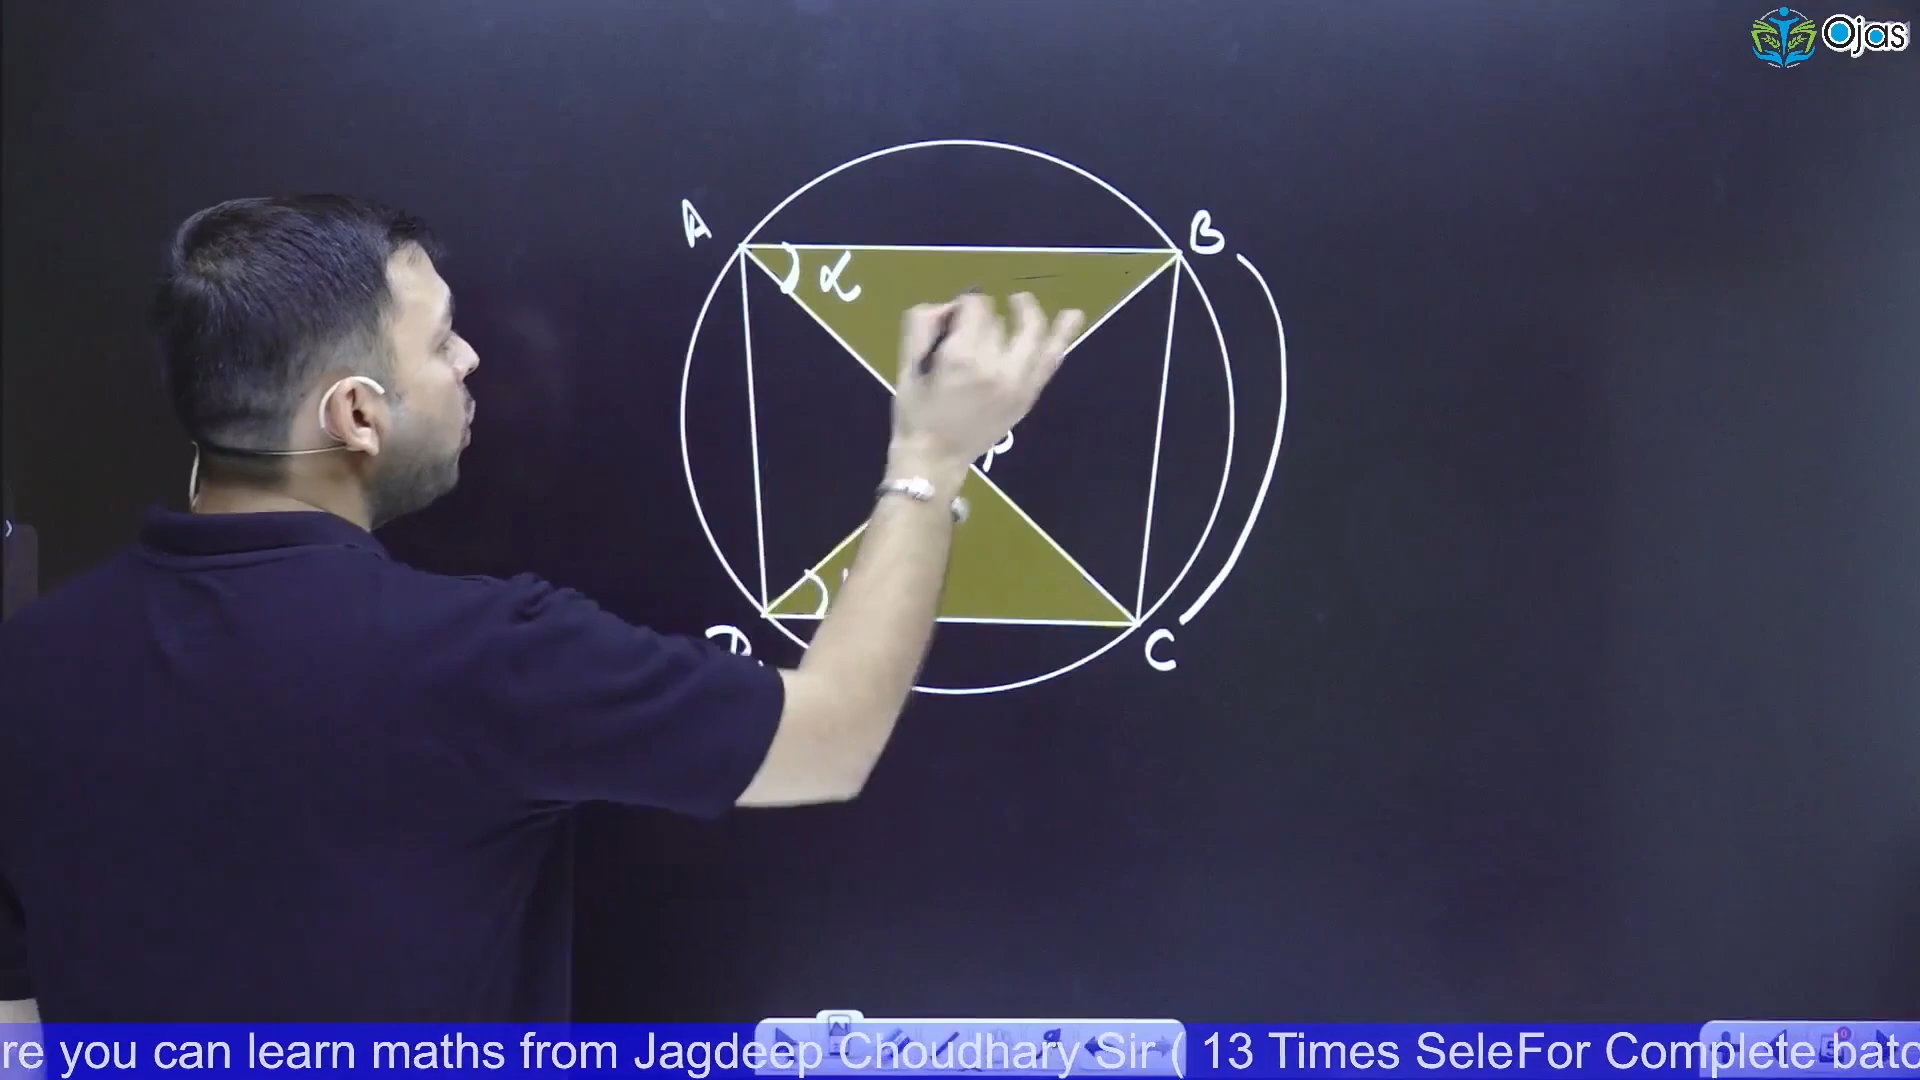 Ojas
A
B
α
P
D
C
re you can learn maths from Jagdeep Choudhary Sir ( 13 Times SeleFor Complete batc